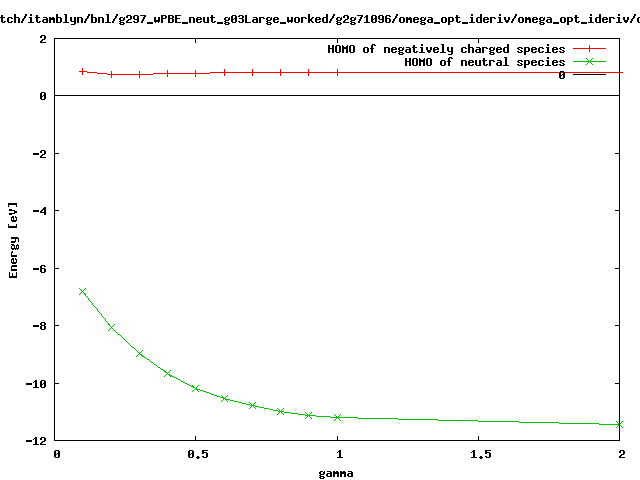 tch/itamblyn/bnl/g297_wPBE_neut_g03Large_worked/g2g71096/omega_opt_ideriv/omega_opt_ideriv/o
HOMO of negatively charged species
HOMO of neutral species
0
2
0
-2
-4
-6
-8
-10
-12
Energy [eV]
0 0.5 1 1.5 2
gamma